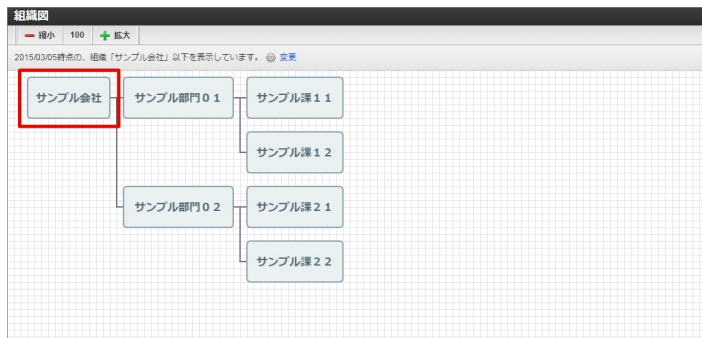 組織図
縮小 100 拡大
2015/03/05時点の、組織「サンプル会社」以下を表示しています。 変更
サンプル会社 サンプル部門０１ サンプル課１１
サンプル課１２
サンプル部門０２ サンプル課２１
サンプル課２２